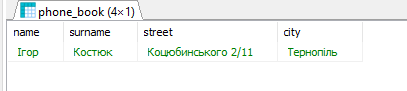 phone_book (4×1)
name surname street city
Ігор Костюк Коцюбинського 2/11 Тернопіль